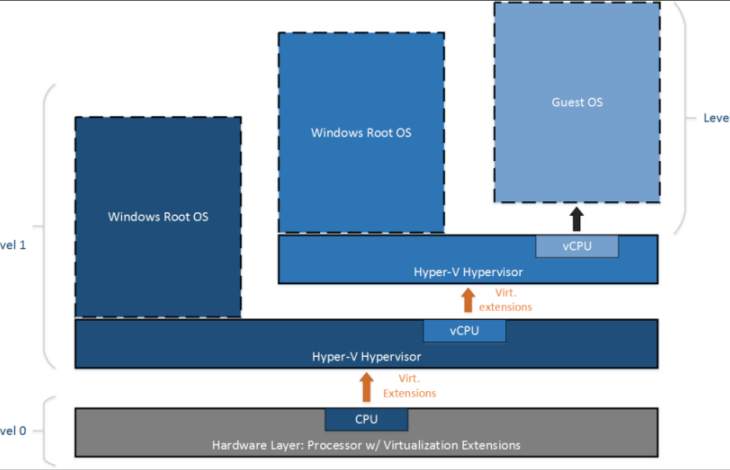 Guest OS
Leve
Windows Root OS
Windows Root OS
vel 1
vCPU
Hyper-V Hypervisor
Virt.
extensions
vCPU
Hyper-V Hypervisor
Virt.
Extensions
CPU
vel 0
Hardware Layer: Processor w/ Virtualization Extensions